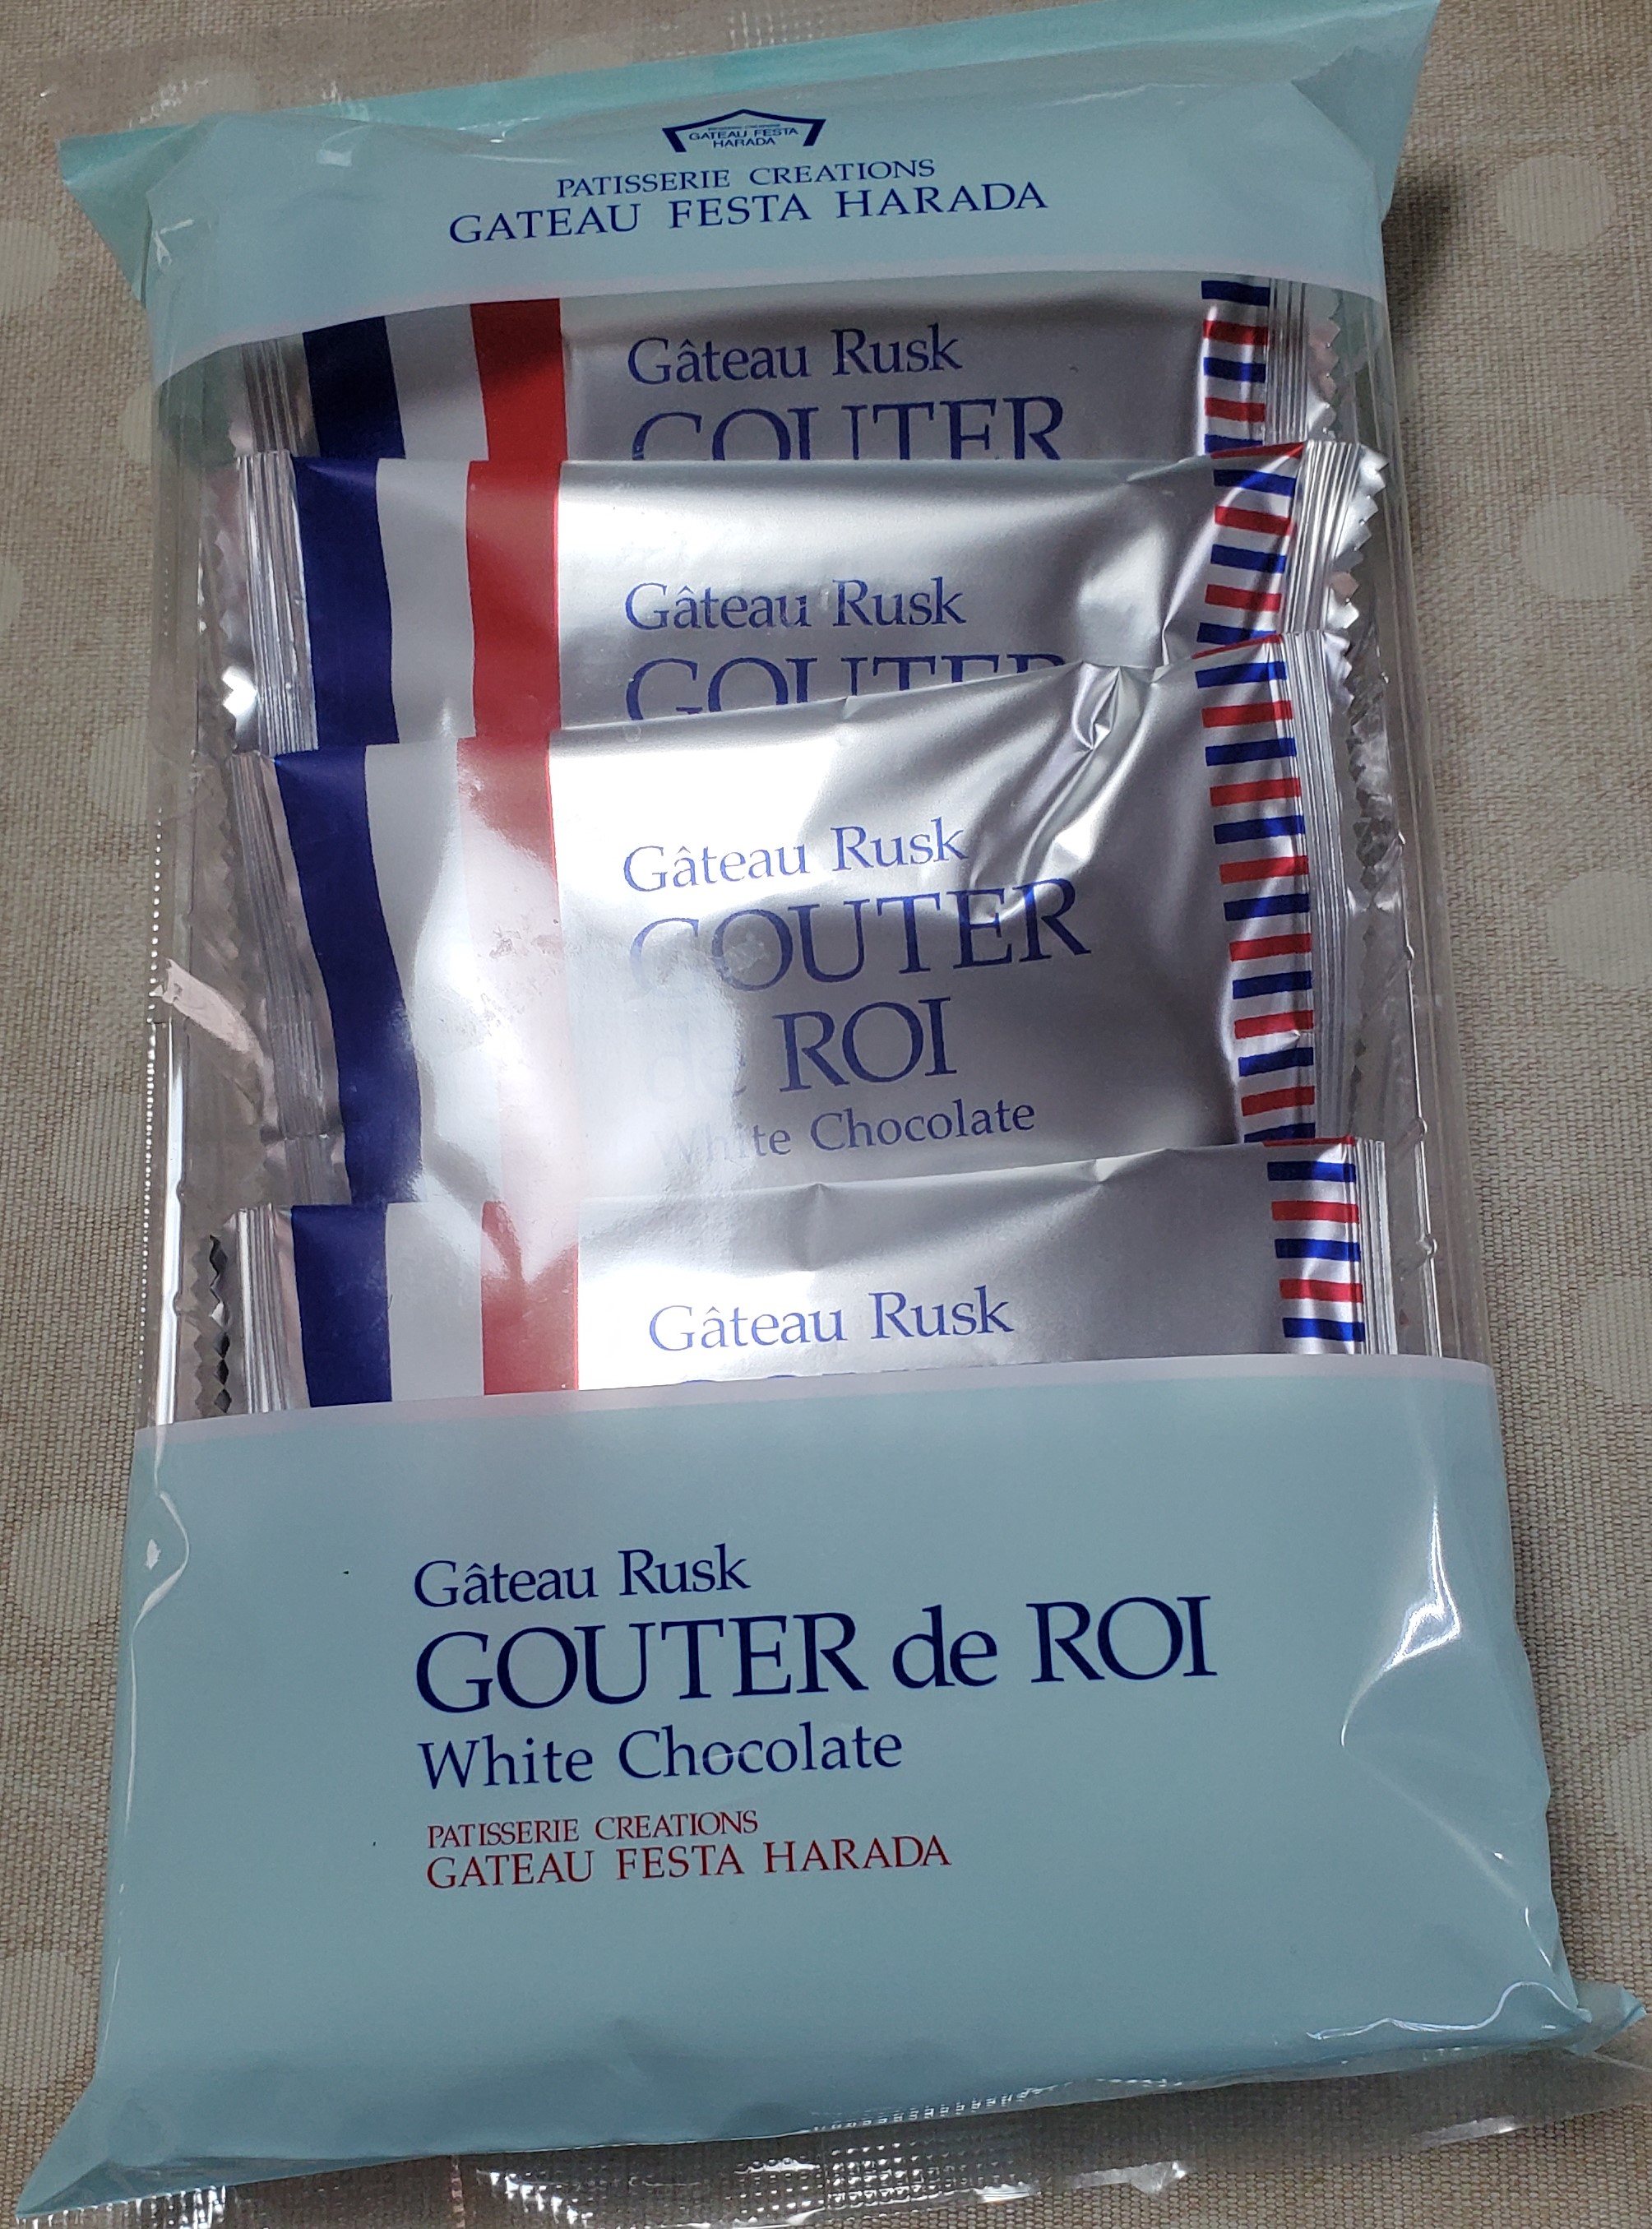 GATEAU FESTA
HARADA
PATISSERIE CREATIONS
GATEAU FESTA HARADA
Gâteau Rusk
GOUTER
Gâteau Rusk
GOUTER
Gâteau Rusk
GOUTER
de ROI
White Chocolate
Gâteau Rusk
Gâteau Rusk
GOUTER de ROI
White Chocolate
PATISSERIE CREATIONS
GATEAU FESTA HARADA